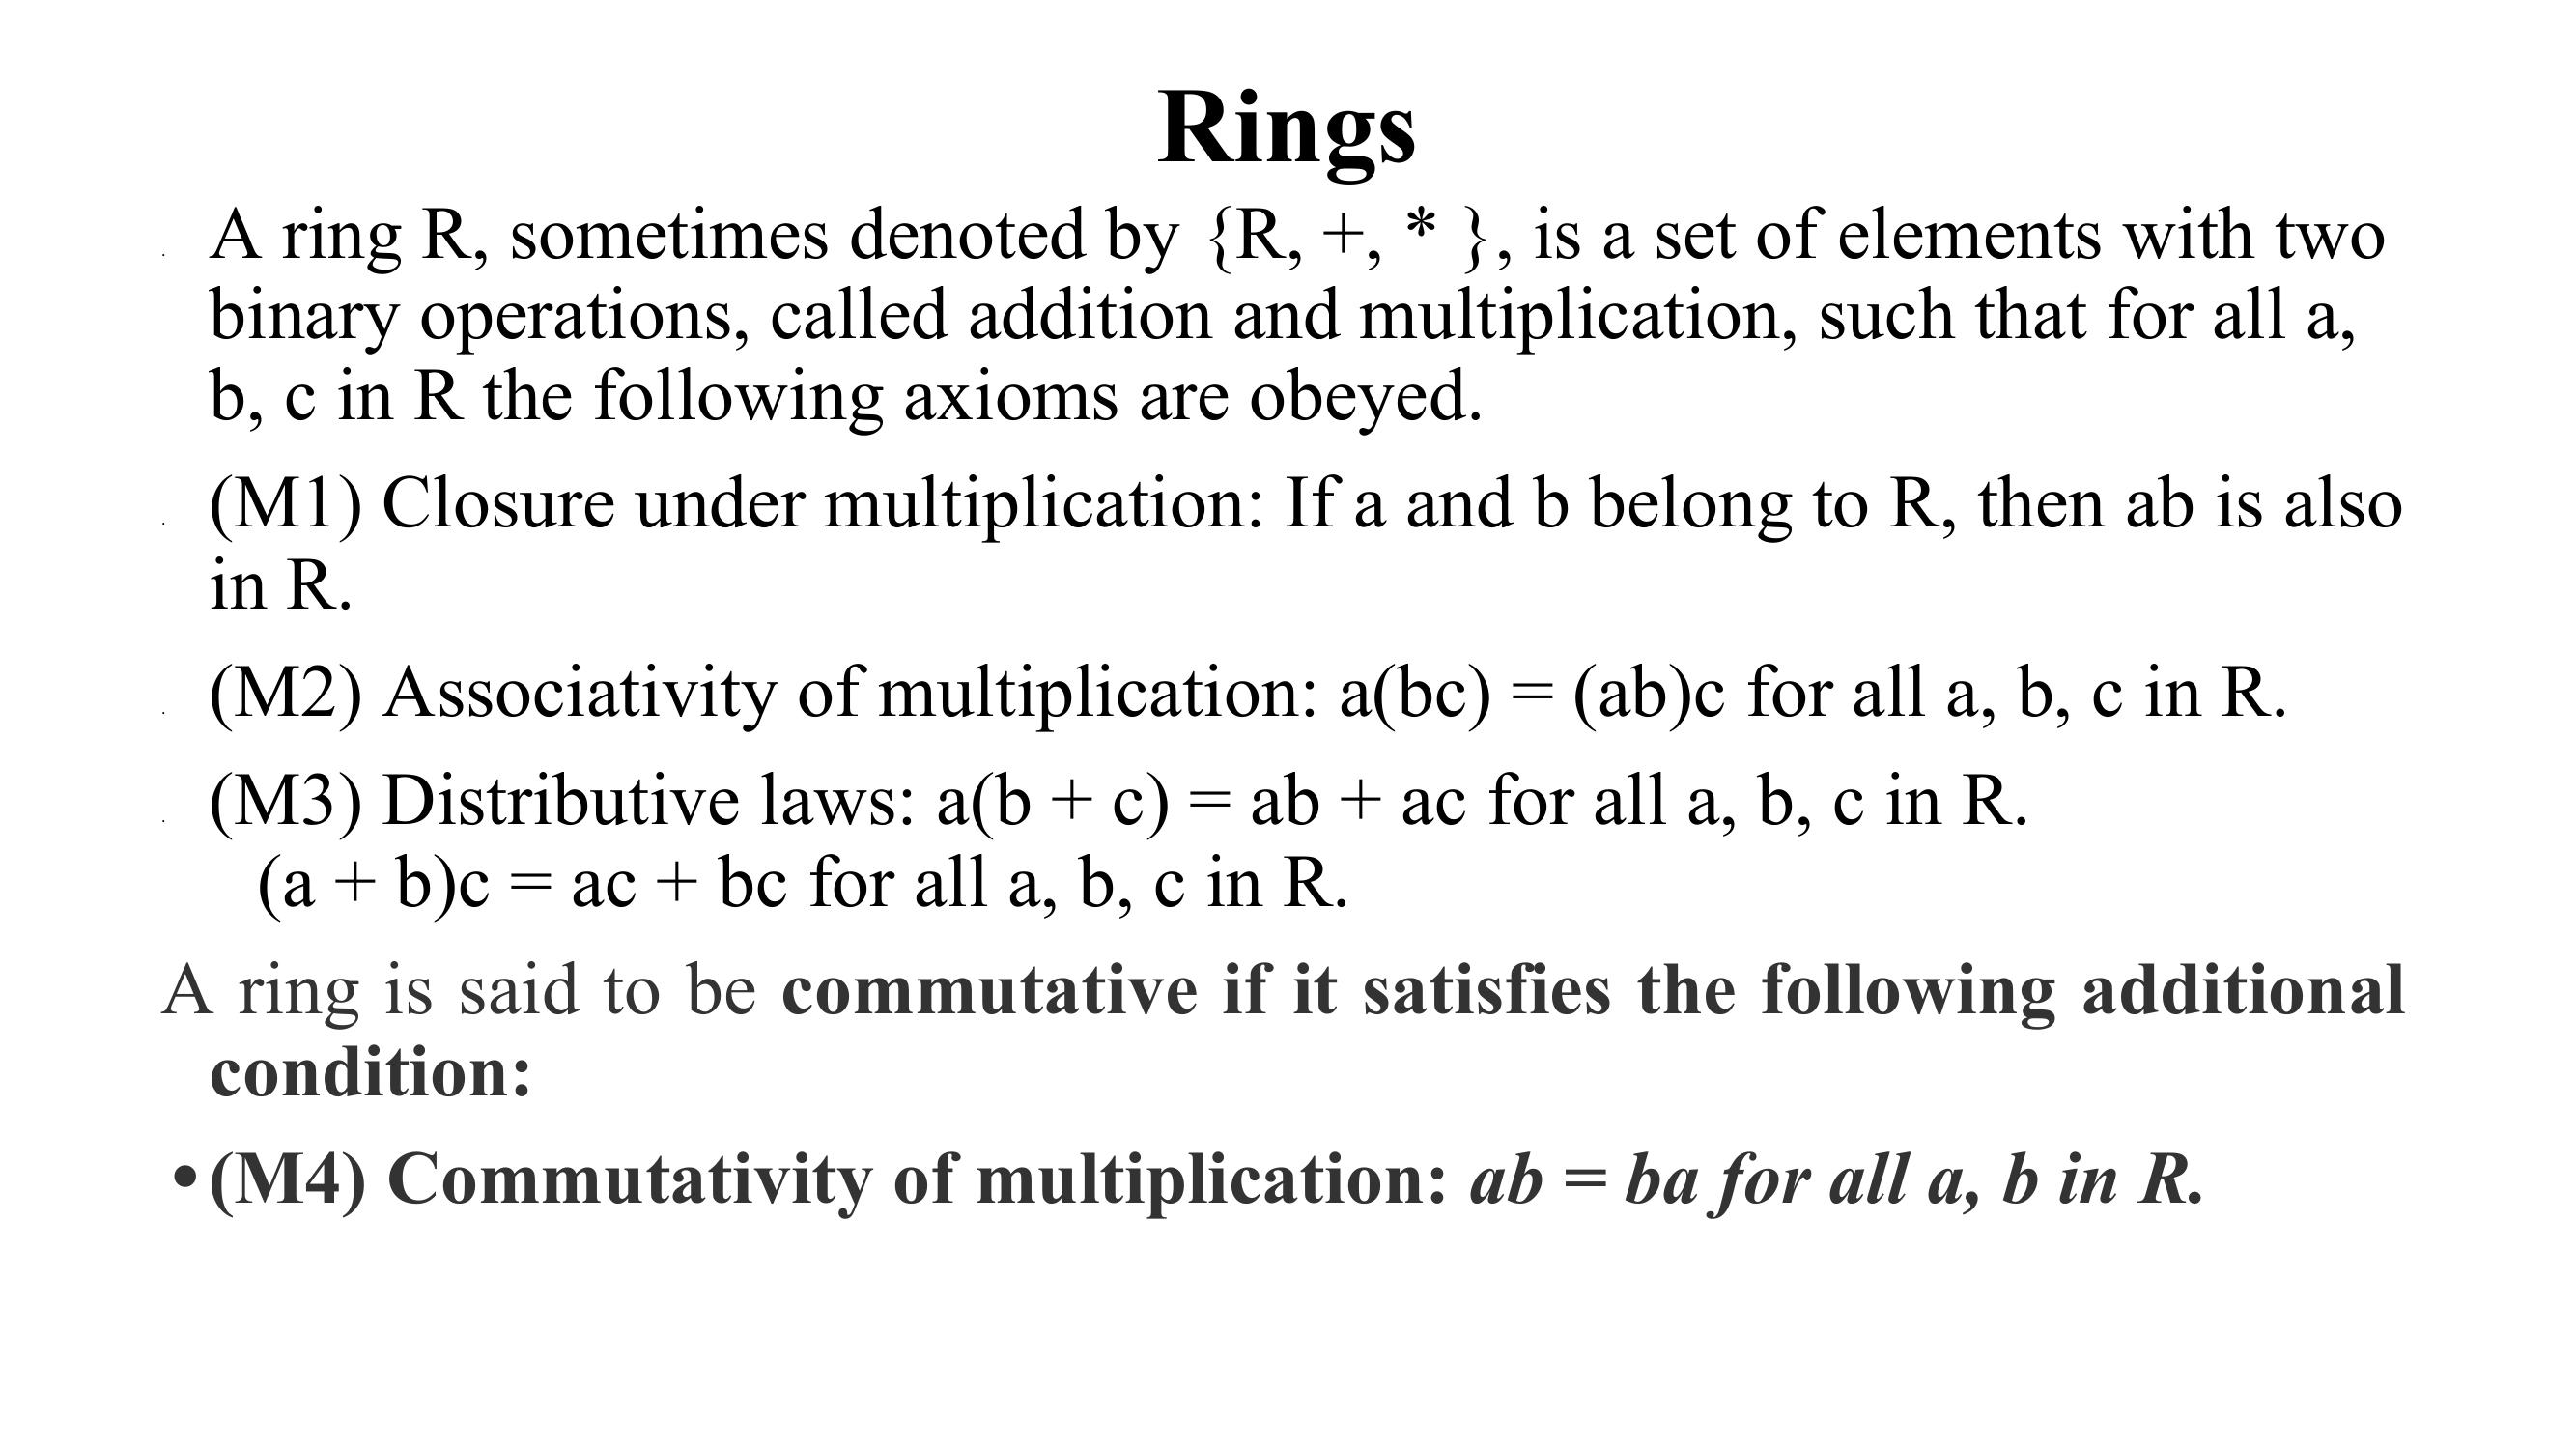 Rings
. A ring R, sometimes denoted by {R, +, * }, is a set of elements with two
binary operations, called addition and multiplication, such that for all a,
b, c in R the following axioms are obeyed.
. (M1) Closure under multiplication: If a and b belong to R, then ab is also
in R.
. (M2) Associativity of multiplication: a(bc) = (ab)c for all a, b, c in R.
. (M3) Distributive laws: a(b + c) = ab + ac for all a, b, c in R.
(a + b)c = ac + bc for all a, b, c in R.
A ring is said to be commutative if it satisfies the following additional
condition:
• (M4) Commutativity of multiplication: ab = ba for all a, b in R.